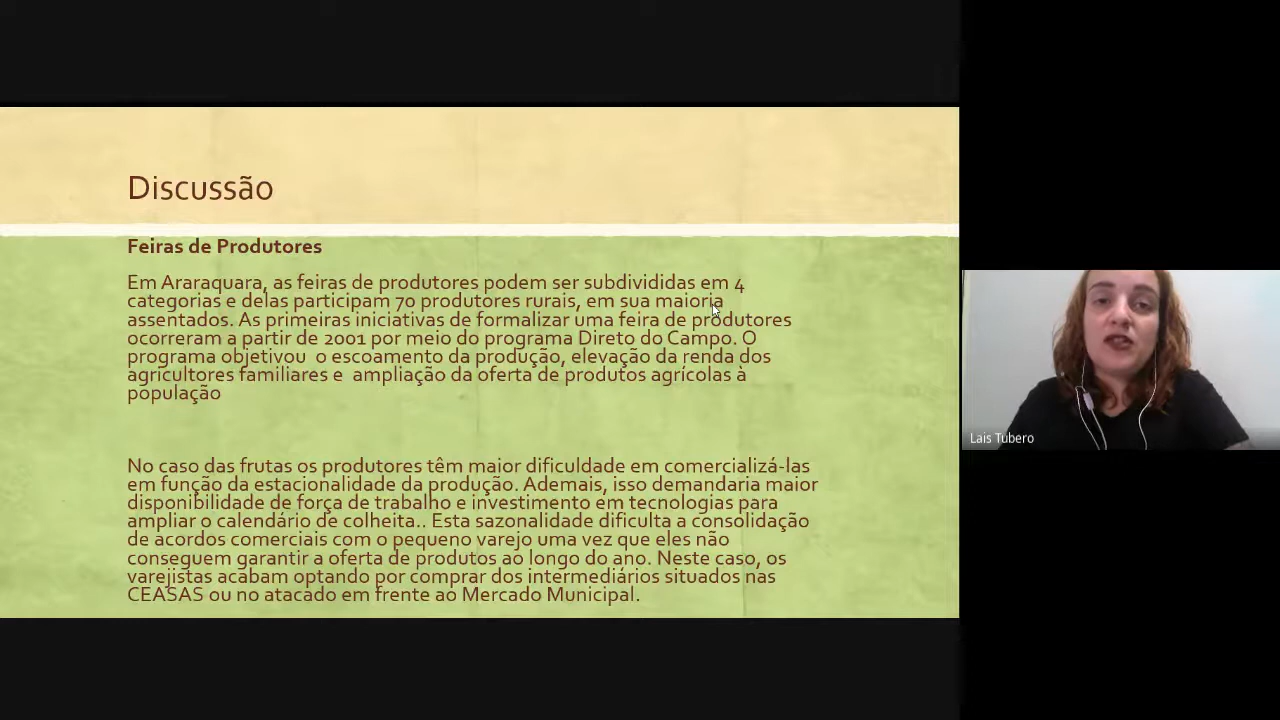 Discussão
Feiras de Produtores
Em Araraquara, as feiras de produtores podem ser subdivididas em 4
categorias e delas participam 70 produtores rurais, em sua maioria
assentados. As primeiras iniciativas de formalizar uma feira de produtores
ocorreram a partir de 2001 por meio do programa Direto do Campo. O
programa objetivou o escoamento da produção, elevação da renda dos
agricultores familiares e ampliação da oferta de produtos agrícolas à
população
No caso das frutas os produtores têm maior dificuldade em comercializá-las
em função da estacionalidade da produção. Ademais, isso demandaria maior
disponibilidade de força de trabalho e investimento em tecnologias para
ampliar o calendário de colheita.. Esta sazonalidade dificulta a consolidação
de acordos comerciais com o pequeno varejo uma vez que eles não
conseguem garantir a oferta de produtos ao longo do ano. Neste caso, os
varejistas acabam optando por comprar dos intermediários situados nas
CEASAS ou no atacado em frente ao Mercado Municipal.
Lais Tubero